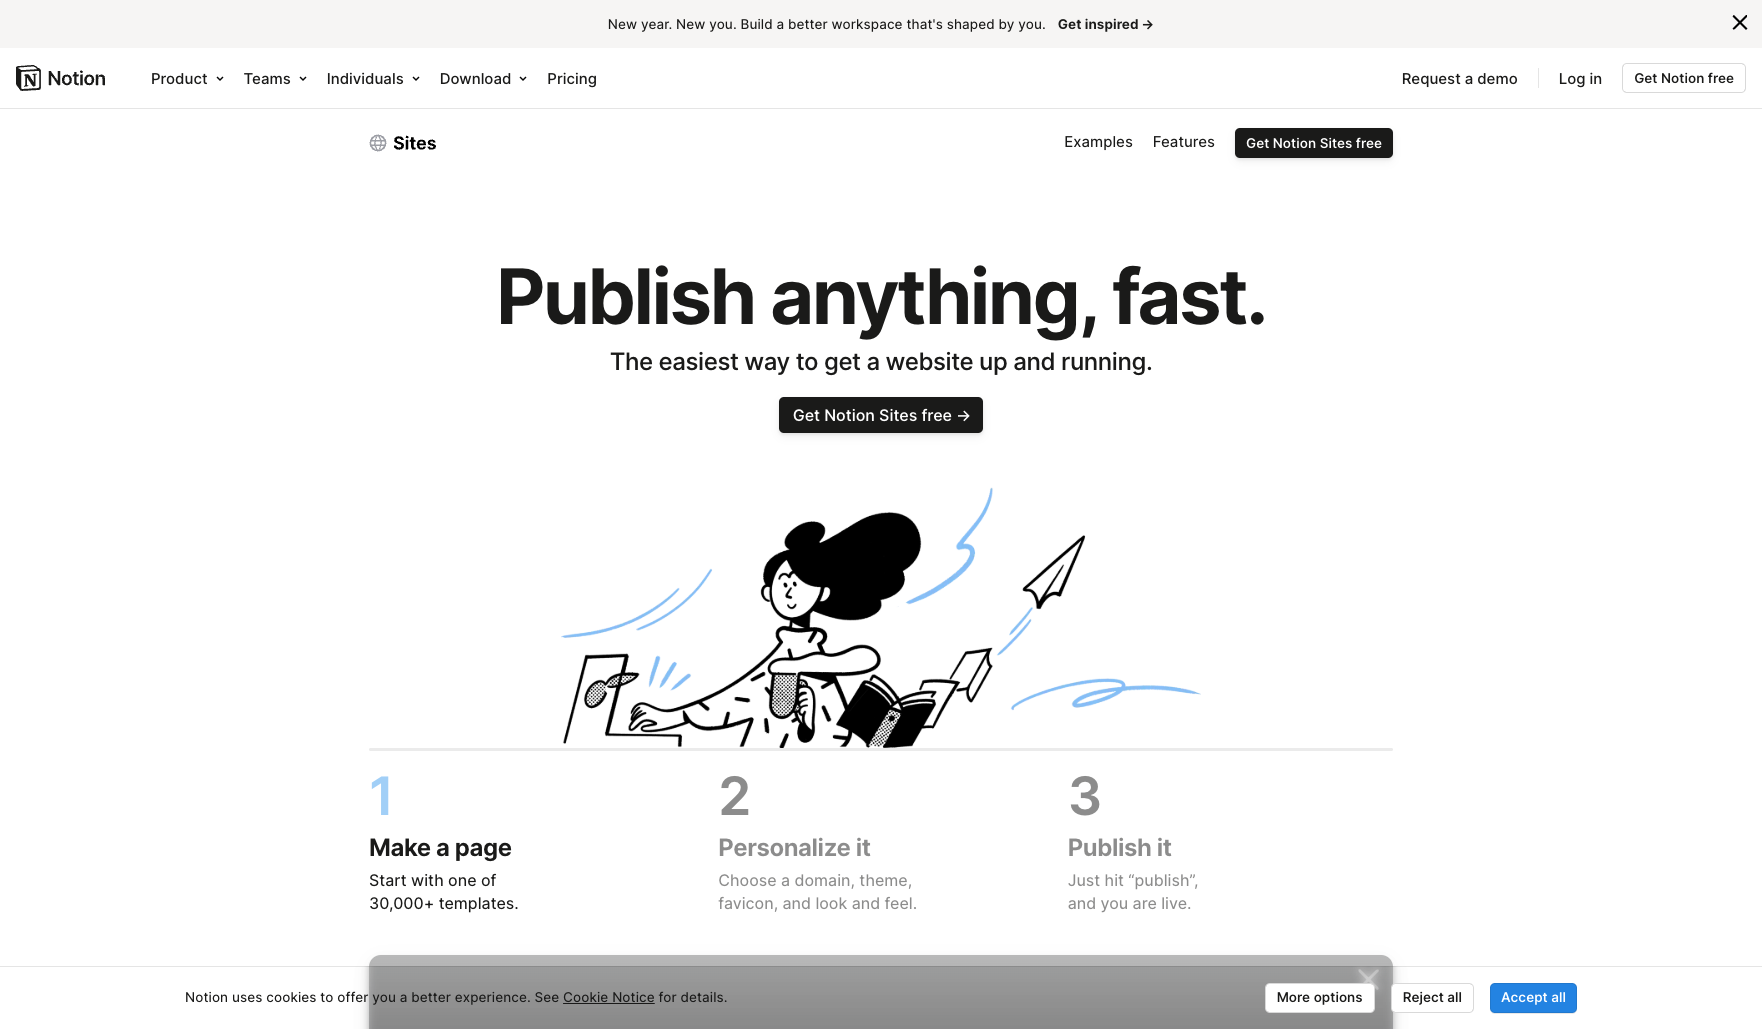 New year. New you. Build a better workspace that's shaped by you. Get inspired →
Notion Product Teams Individuals Download Pricing Request a demo Log in Get Notion free
Sites Examples Features Get Notion Sites free
Publish anything, fast.
The easiest way to get a website up and running.
Get Notion Sites free →
1
Make a page
Start with one of
30,000+ templates.
2
Personalize it
Choose a domain, theme,
favicon, and look and feel.
3
Publish it
Just hit “publish”,
and you are live.
Notion uses cookies to offer you a better experience. See Cookie Notice for details. More options Reject all Accept all